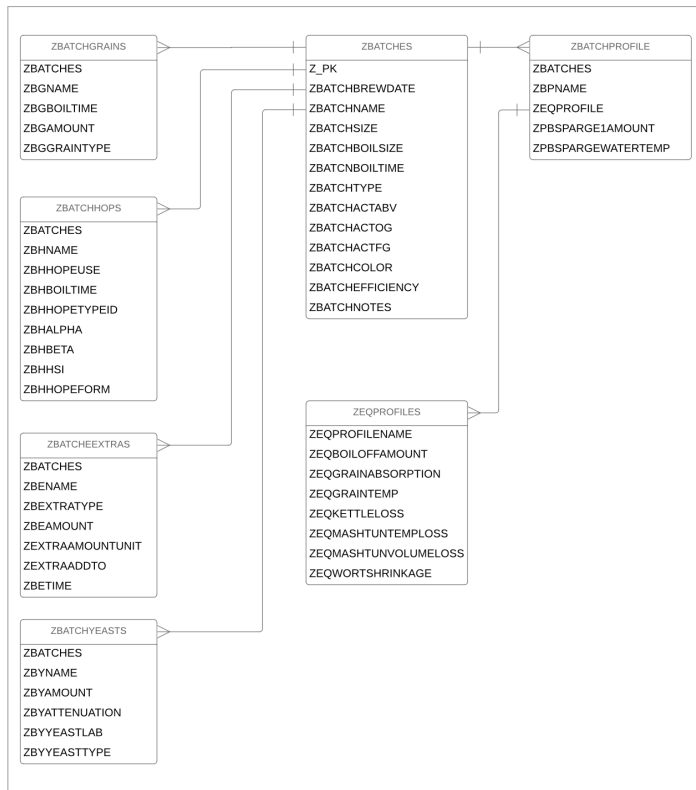 ZBATCHGRAINS
ZBATCHES
ZBGNAME
ZBGBOILTIME
ZBGAMOUNT
ZBGGRAINTYPE
ZBATCHHOPS
ZBATCHES
ZBHNAME
ZBHHOPEUSE
ZBHBOILTIME
ZBHHOPETYPEID
ZBHALPHA
ZBHBETA
ZBHHSI
ZBHHOPEFORM
ZBATCHEEXTRAS
ZBATCHES
ZBENAME
ZBEXTRATYPE
ZBEAMOUNT
ZEXTRAAMOUNTUNIT
ZEXTRAADDTO
ZBETIME
ZBATCHYEASTS
ZBATCHES
ZBYNAME
ZBYAMOUNT
ZBYATTENUATION
ZBYYEASTLAB
ZBYYEASTTYPE
ZBATCHES
Z_PK
ZBATCHBREWDATE
ZBATCHNAME
ZBATCHSIZE
ZBATCHBOILSIZE
ZBATCNBOILTIME
ZBATCHTYPE
ZBATCHACTABV
ZBATCHACTOG
ZBATCHACTFG
ZBATCHCOLOR
ZBATCHEFFICIENCY
ZBATCHNOTES
ZEQPROFILES
ZEQPROFILENAME
ZEQBOILOFFAMOUNT
ZEQGRAINABSORPTION
ZEQGRAINTEMP
ZEQKETTLELOSS
ZEQMASHTUNTEMPLOSS
ZEQMASHTUNVOLUMELOSS
ZEQWORTSHRINKAGE
ZBATCHPROFILE
ZBATCHES
ZBPNAME
ZEQPROFILE
ZPBSPARGE1AMOUNT
ZPBSPARGEWATERTEMP